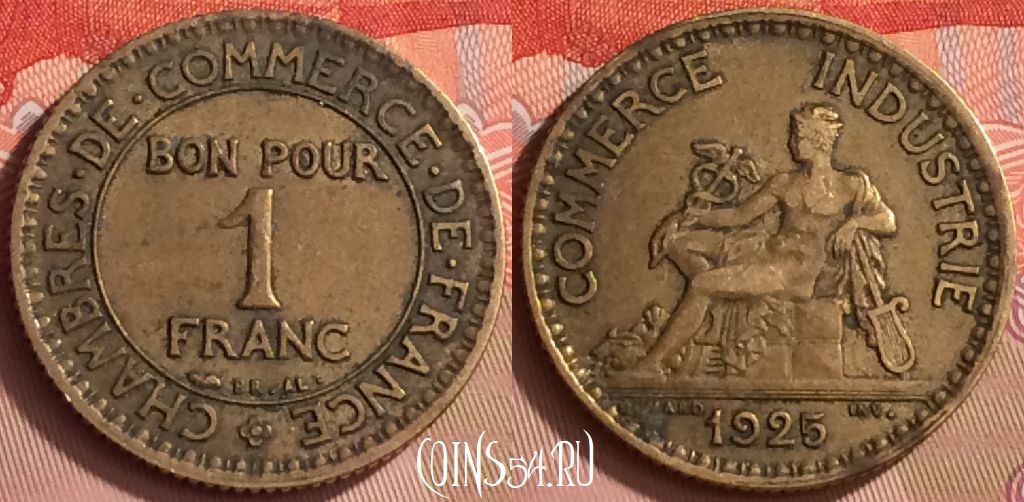 CHAMBRES·DE·COMMERCE·DE·FRANCE
BON POUR
1
FRANC
COMMERCE INDUSTRIE
INV.
1925
COINS54.RU